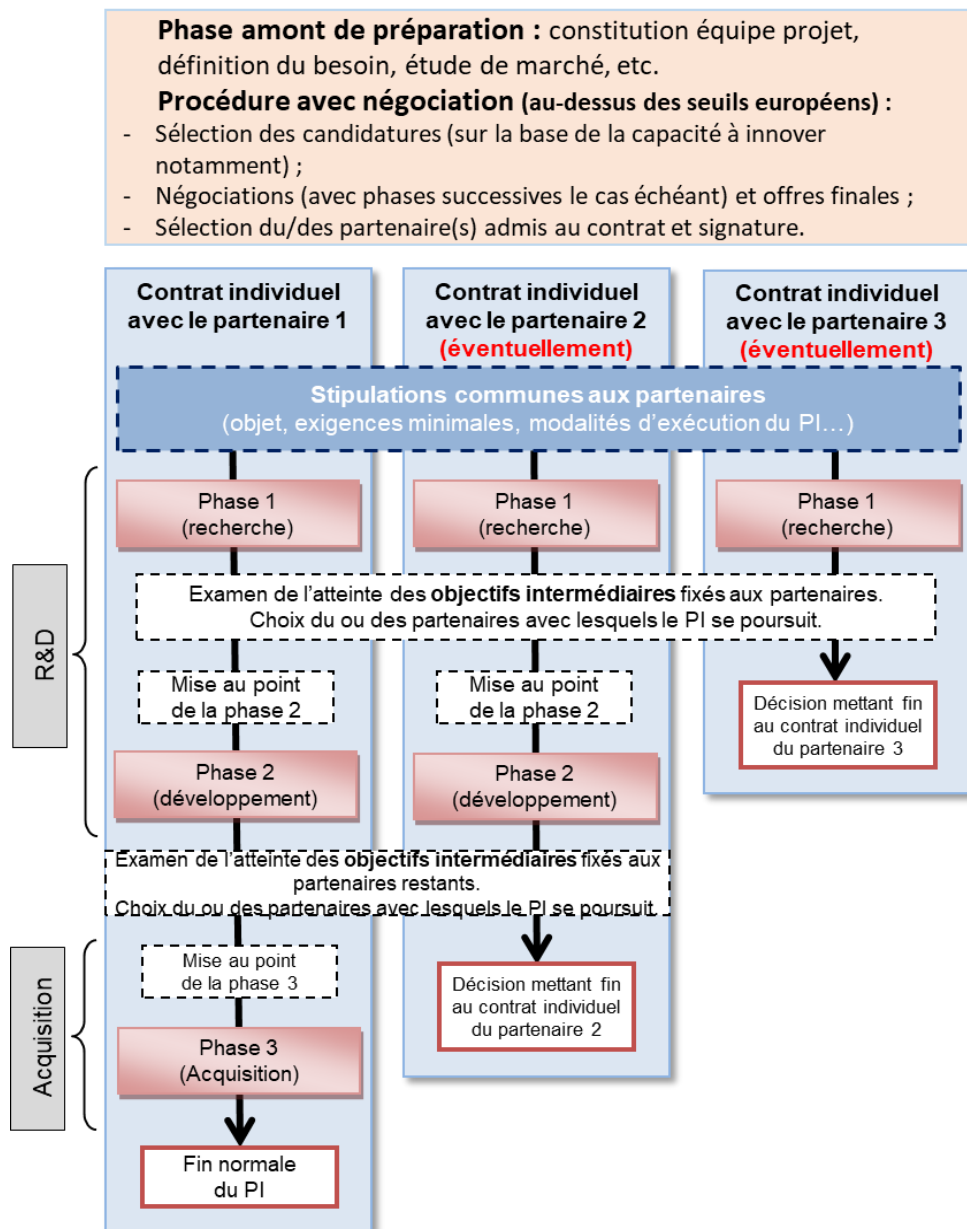 Phase amont de préparation : constitution équipe projet,
définition du besoin, étude de marché, etc.
Procédure avec négociation (au-dessus des seuils européens) :
- Sélection des candidatures (sur la base de la capacité à innover
notamment) ;
- Négociations (avec phases successives le cas échéant) et offres finales ;
- Sélection du/des partenaire(s) admis au contrat et signature.
Contrat individuel
avec le partenaire 1
Contrat individuel
avec le partenaire 2
(éventuellement)
Contrat individuel
avec le partenaire 3
(éventuellement)
Stipulations communes aux partenaires
(objet, exigences minimales, modalités d’exécution du PI…)
R&D
Phase 1
(recherche)
Phase 1
(recherche)
Phase 1
(recherche)
Examen de l’atteinte des objectifs intermédiaires fixés aux partenaires.
Choix du ou des partenaires avec lesquels le PI se poursuit.
Mise au point
de la phase 2
Mise au point
de la phase 2
Décision mettant fin
au contrat individuel
du partenaire 3
Phase 2
(développement)
Phase 2
(développement)
Examen de l’atteinte des objectifs intermédiaires fixés aux
partenaires restants.
Choix du ou des partenaires avec lesquels le PI se poursuit.
Acquisition
Mise au point
de la phase 3
Décision mettant fin
au contrat individuel
du partenaire 2
Phase 3
(Acquisition)
Fin normale
du PI